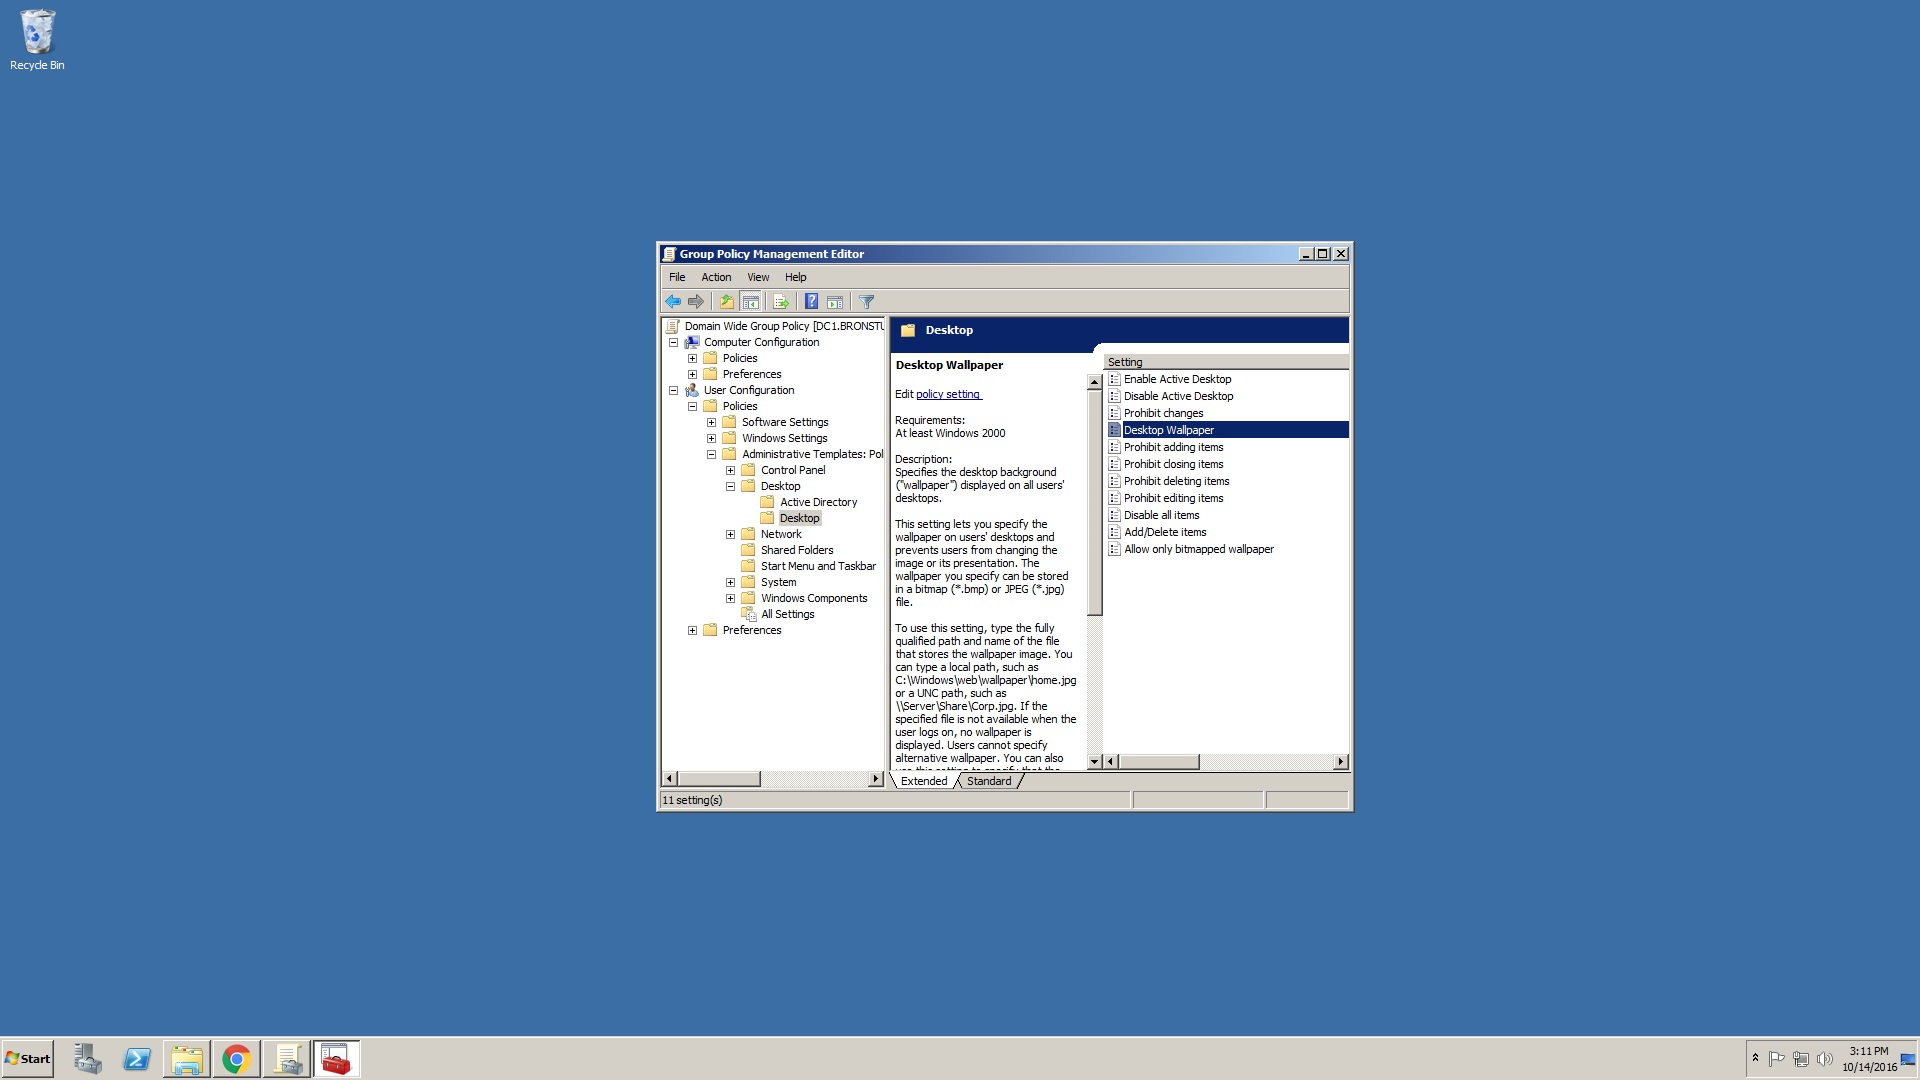 Recycle Bin
Group Policy Management Editor
File Action View Help
Domain Wide Group Policy [DC1.BRONSTU
Computer Configuration
Policies
Preferences
User Configuration
Policies
Software Settings
Windows Settings
Administrative Templates: Pol
Control Panel
Desktop
Active Directory
Desktop
Network
Shared Folders
Start Menu and Taskbar
System
Windows Components
All Settings
Preferences
Desktop
Desktop Wallpaper
Edit policy setting
Requirements:
At least Windows 2000
Description:
Specifies the desktop background
("wallpaper") displayed on all users'
desktops.
This setting lets you specify the
wallpaper on users' desktops and
prevents users from changing the
image or its presentation. The
wallpaper you specify can be stored
in a bitmap (*.bmp) or JPEG (*.jpg)
file.
To use this setting, type the fully
qualified path and name of the file
that stores the wallpaper image. You
can type a local path, such as
C:\Windows\web\wallpaper\home.jpg
or a UNC path, such as
\\Server\Share\Corp.jpg. If the
specified file is not available when the
user logs on, no wallpaper is
displayed. Users cannot specify
alternative wallpaper. You can also
Setting
Enable Active Desktop
Disable Active Desktop
Prohibit changes
Desktop Wallpaper
Prohibit adding items
Prohibit closing items
Prohibit deleting items
Prohibit editing items
Disable all items
Add/Delete items
Allow only bitmapped wallpaper
Extended Standard
11 setting(s)
Start
3:11 PM
10/14/2016